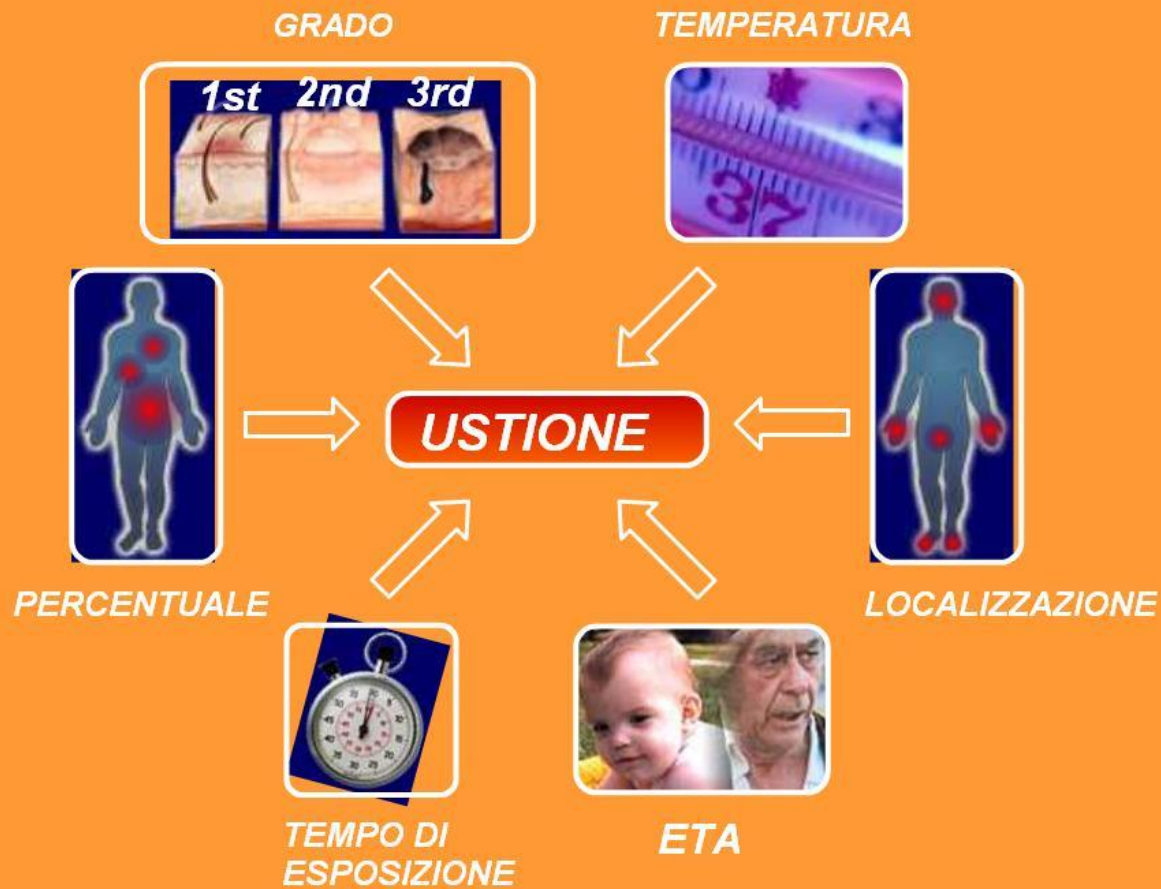 GRADO
TEMPERATURA
1st 2nd 3rd
37
USTIONE
PERCENTUALE
LOCALIZZAZIONE
TEMPO DI
ESPOSIZIONE
ETA